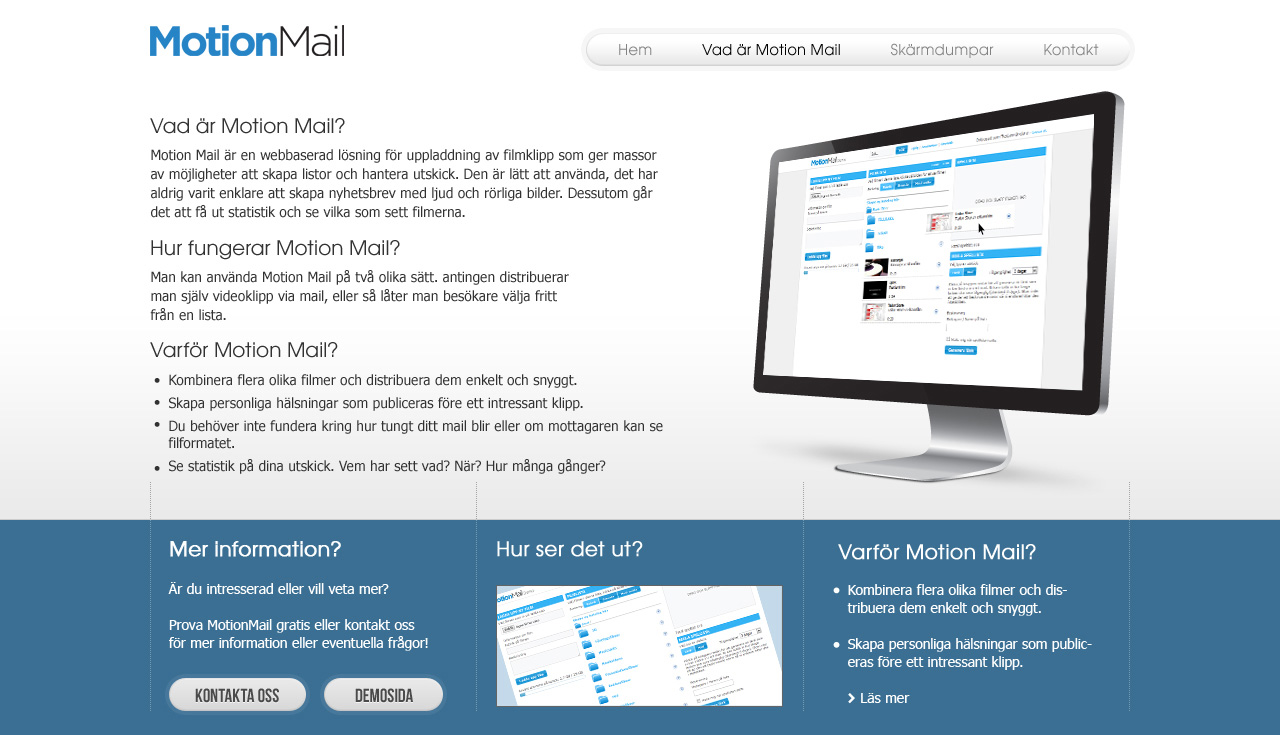 MotionMail
Hem
Vad är Motion Mail
Skärmdumpar
Kontakt
Vad är Motion Mail?
Motion Mail är en webbaserad lösning för uppladdning av filmklipp som ger massor
av möjligheter att skapa listor och hantera utskick. Den är lätt att använda, det har
aldrig varit enklare att skapa nyhetsbrev med ljud och rörliga bilder. Dessutom går
det att få ut statistik och se vilka som sett filmerna.
Hur fungerar Motion Mail?
Man kan använda Motion Mail på två olika sätt. antingen distribuerar
man själv videoklipp via mail, eller så låter man besökare välja fritt
från en lista.
Varför Motion Mail?
• Kombinera flera olika filmer och distribuera dem enkelt och snyggt.
• Skapa personliga hälsningar som publiceras före ett intressant klipp.
• Du behöver inte fundera kring hur tungt ditt mail blir eller om mottagaren kan se
filformatet.
• Se statistik på dina utskick. Vem har sett vad? När? Hur många gånger?
MotionMail
Mer information?
Är du intresserad eller vill veta mer?
Prova MotionMail gratis eller kontakt oss
för mer information eller eventuella frågor!
KONTAKTA OSS
DEMOSIDA
Hur ser det ut?
Varför Motion Mail?
• Kombinera flera olika filmer och dis-
tribuera dem enkelt och snyggt.
• Skapa personliga hälsningar som public-
eras före ett intressant klipp.
Läs mer